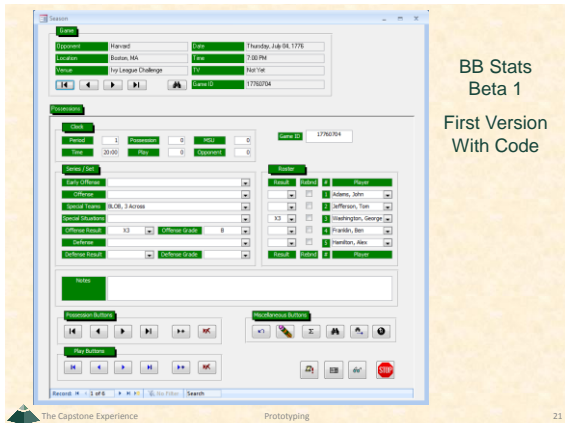 Season
Game
Opponent Harvard Date Thursday, July 04, 1776
Location Boston, MA Time 7:00 PM
Venue Ivy League Challenge TV Not Yet
Game ID 17760704
Possessions
Clock
Period 1 Possession 0 MSU 0
Time 20:00 Play 0 Opponent 0
Game ID 17760704
Series / Set
Early Offense
Offense
Special Teams BLOB, 3 Across
Special Situations
Offense Result X3 Offense Grade B
Defense
Defense Result Defense Grade
Roster
Result Rebnd # Player
1 Adams, John
2 Jefferson, Tom
X3 3 Washington, George
4 Franklin, Ben
5 Hamilton, Alex
Result Rebnd # Player
Notes
Possession Buttons
Miscellaneous Buttons
Σ
Play Buttons
STOP
Record: 1 of 6 No Filter Search
BB Stats
Beta 1
First Version
With Code
The Capstone Experience Prototyping 21